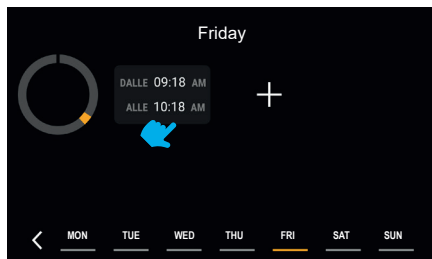 Friday
DALLE 09:18 AM
ALLE 10:18 AM
MON TUE WED THU FRI SAT SUN